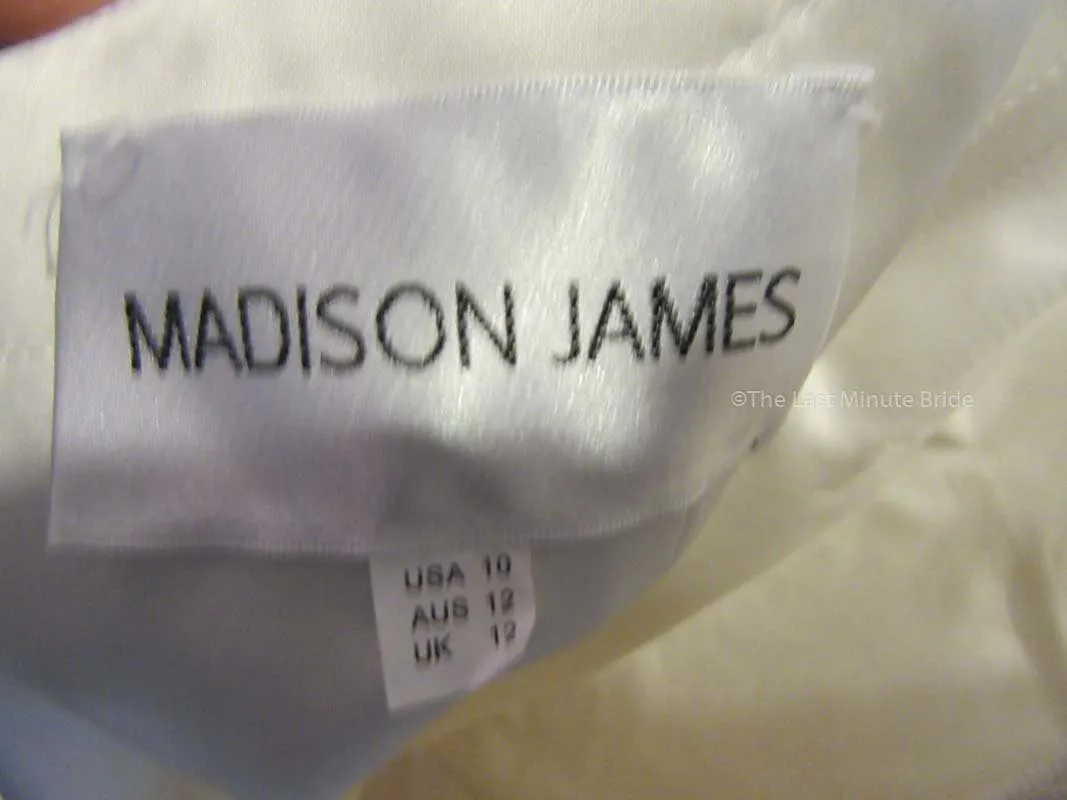 MADISON JAMES
©The Last Minute Bride
USA 10
AUS 12
UK 12